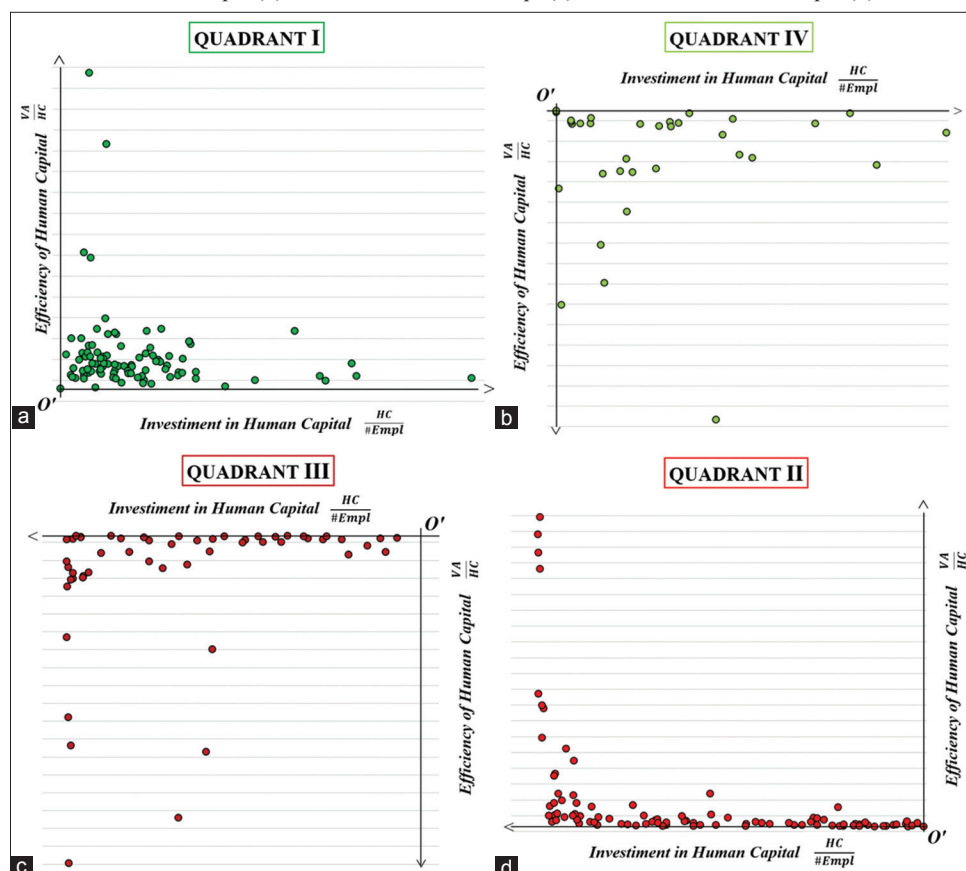 QUADRANT I
Efficiency of Human Capital VA/HC
O'
Investiment in Human Capital HC/#Empl
a
QUADRANT IV
Investiment in Human Capital HC/#Empl
O'
Efficiency of Human Capital VA/HC
b
QUADRANT III
Investiment in Human Capital HC/#Empl
O'
Efficiency of Human Capital VA/HC
c
QUADRANT II
Efficiency of Human Capital VA/HC
O'
Investiment in Human Capital HC/#Empl
d